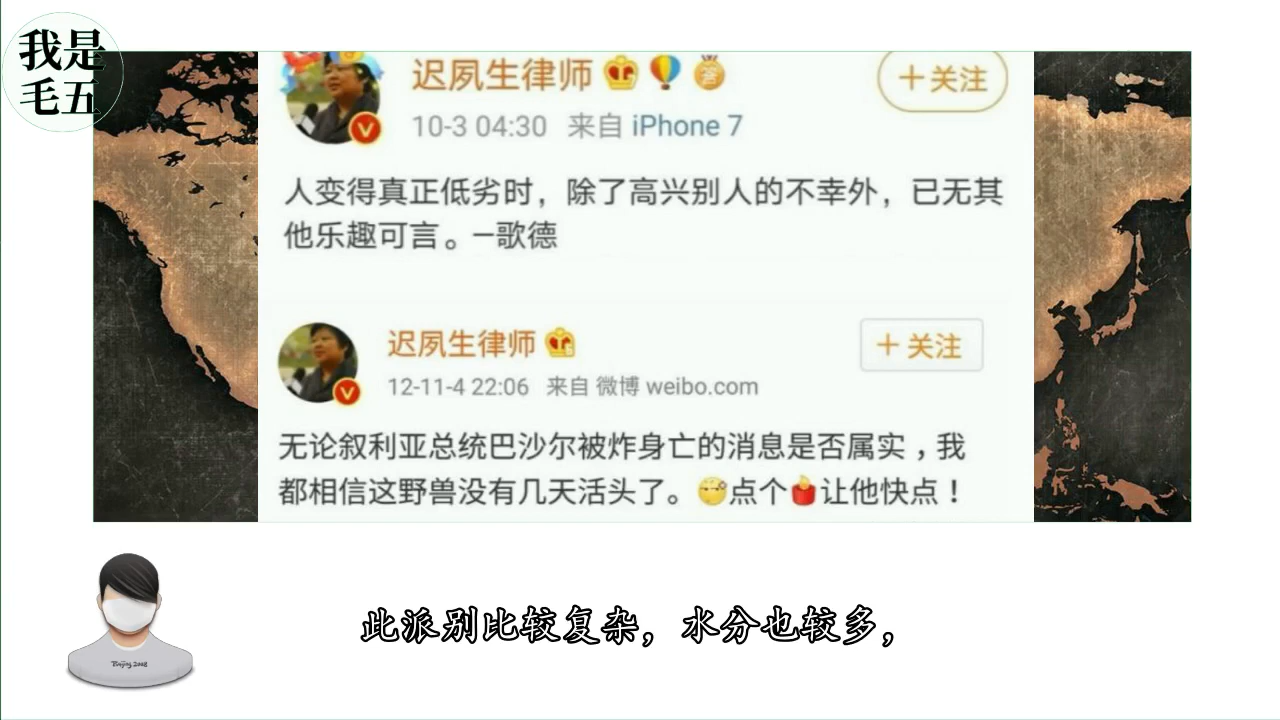 我是
毛五
迟夙生律师
+关注
10-3 04:30 来自 iPhone 7
人变得真正低劣时，除了高兴别人的不幸外，已无其
他乐趣可言。—歌德
迟夙生律师
+关注
12-11-4 22:06 来自 微博 weibo.com
无论叙利亚总统巴沙尔被炸身亡的消息是否属实，我
都相信这野兽没有几天活头了。点个让他快点！
此派别比较复杂，水分也较多，